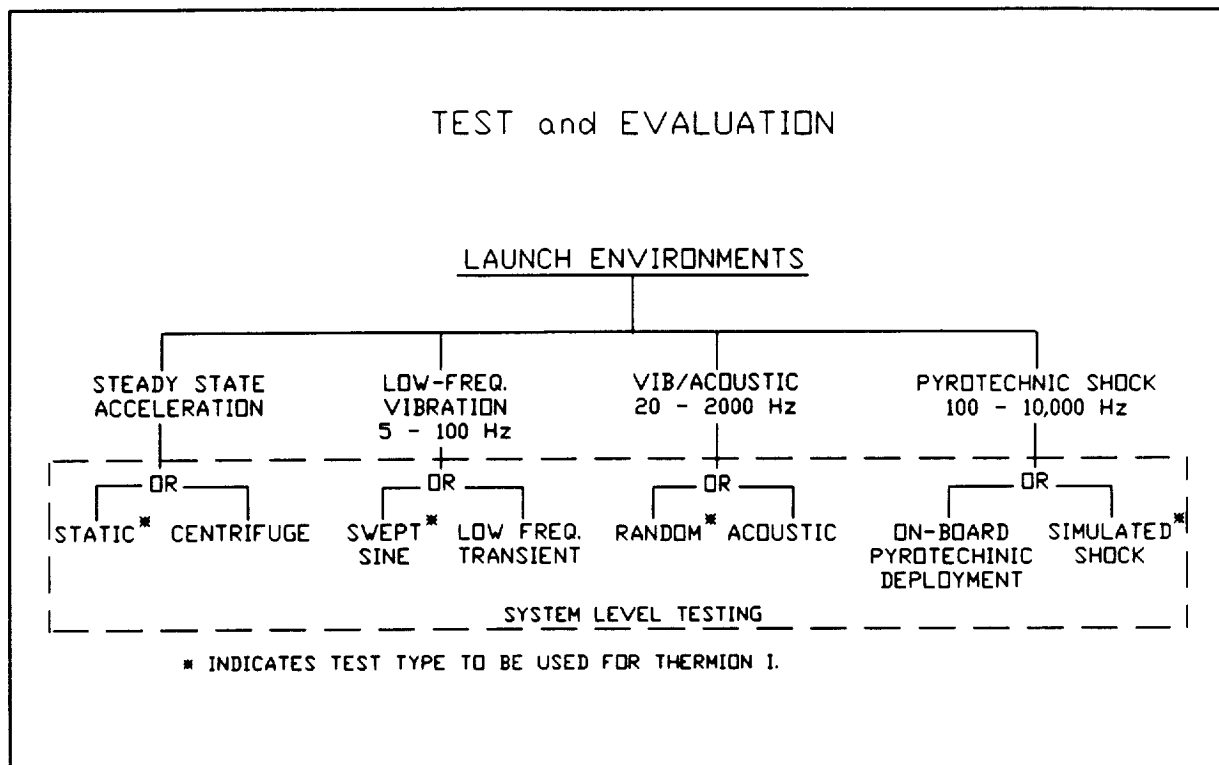 TEST and EVALUATION
LAUNCH ENVIRONMENTS
STEADY STATE
ACCELERATION
LOW-FREQ.
VIBRATION
5 - 100 Hz
VIB/ACOUSTIC
20 - 2000 Hz
PYROTECHNIC SHOCK
100 - 10,000 Hz
OR
STATIC*
CENTRIFUGE
OR
SWEPT*
SINE
LOW FREQ.
TRANSIENT
OR
RANDOM*
ACOUSTIC
OR
ON-BOARD
PYROTECHINIC
DEPLOYMENT
SIMULATED*
SHOCK
SYSTEM LEVEL TESTING
* INDICATES TEST TYPE TO BE USED FOR THERMION I.